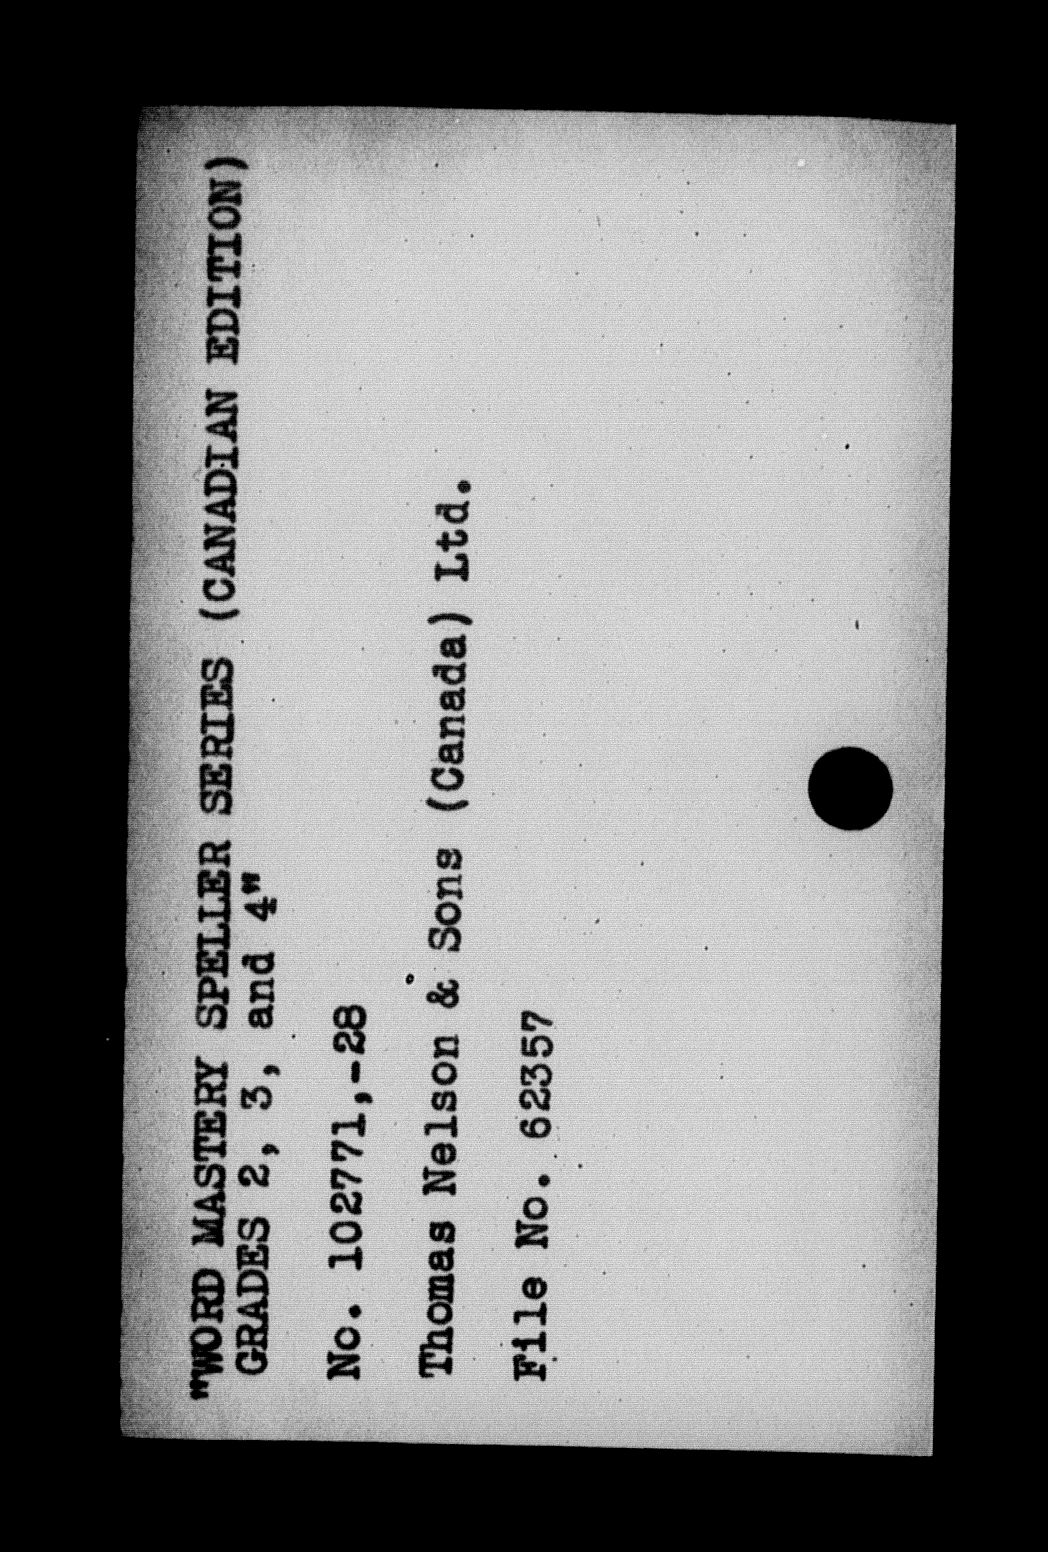 "WORD MASTERY SPELLER SERIES (CANADIAN EDITION)
GRADES 2, 3, and 4"
No. 102771,-28
Thomas Nelson & Sons (Canada) Ltd.
File No. 62357